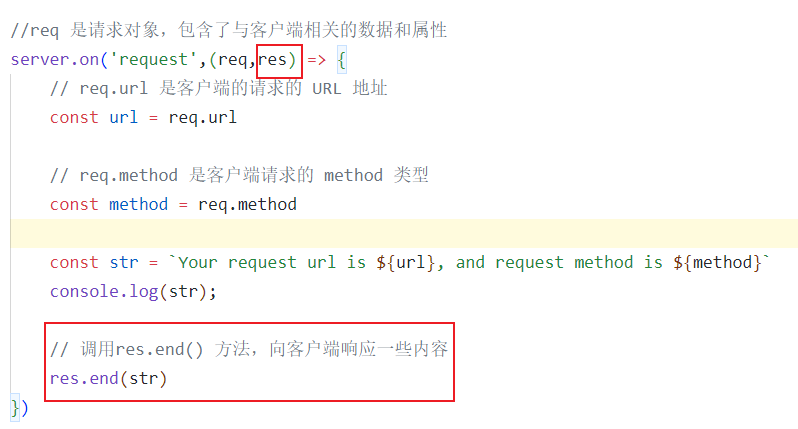 //req 是请求对象，包含了与客户端相关的数据和属性
server.on('request',(req,res) => {
// req.url 是客户端的请求的 URL 地址
const url = req.url
// req.method 是客户端请求的 method 类型
const method = req.method
const str = `Your request url is ${url}, and request method is ${method}`
console.log(str);
// 调用res.end() 方法，向客户端响应一些内容
res.end(str)
})